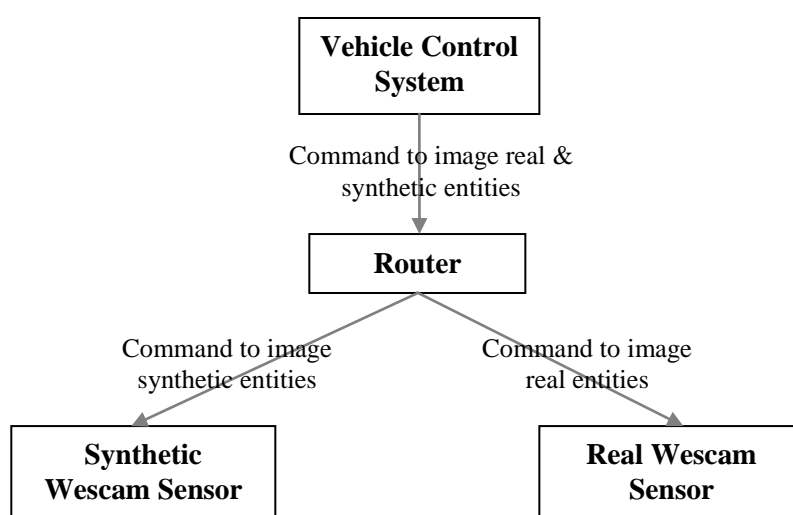 Vehicle Control
System
Command to image real &
synthetic entities
Router
Command to image
synthetic entities
Command to image
real entities
Synthetic
Wescam Sensor
Real Wescam
Sensor